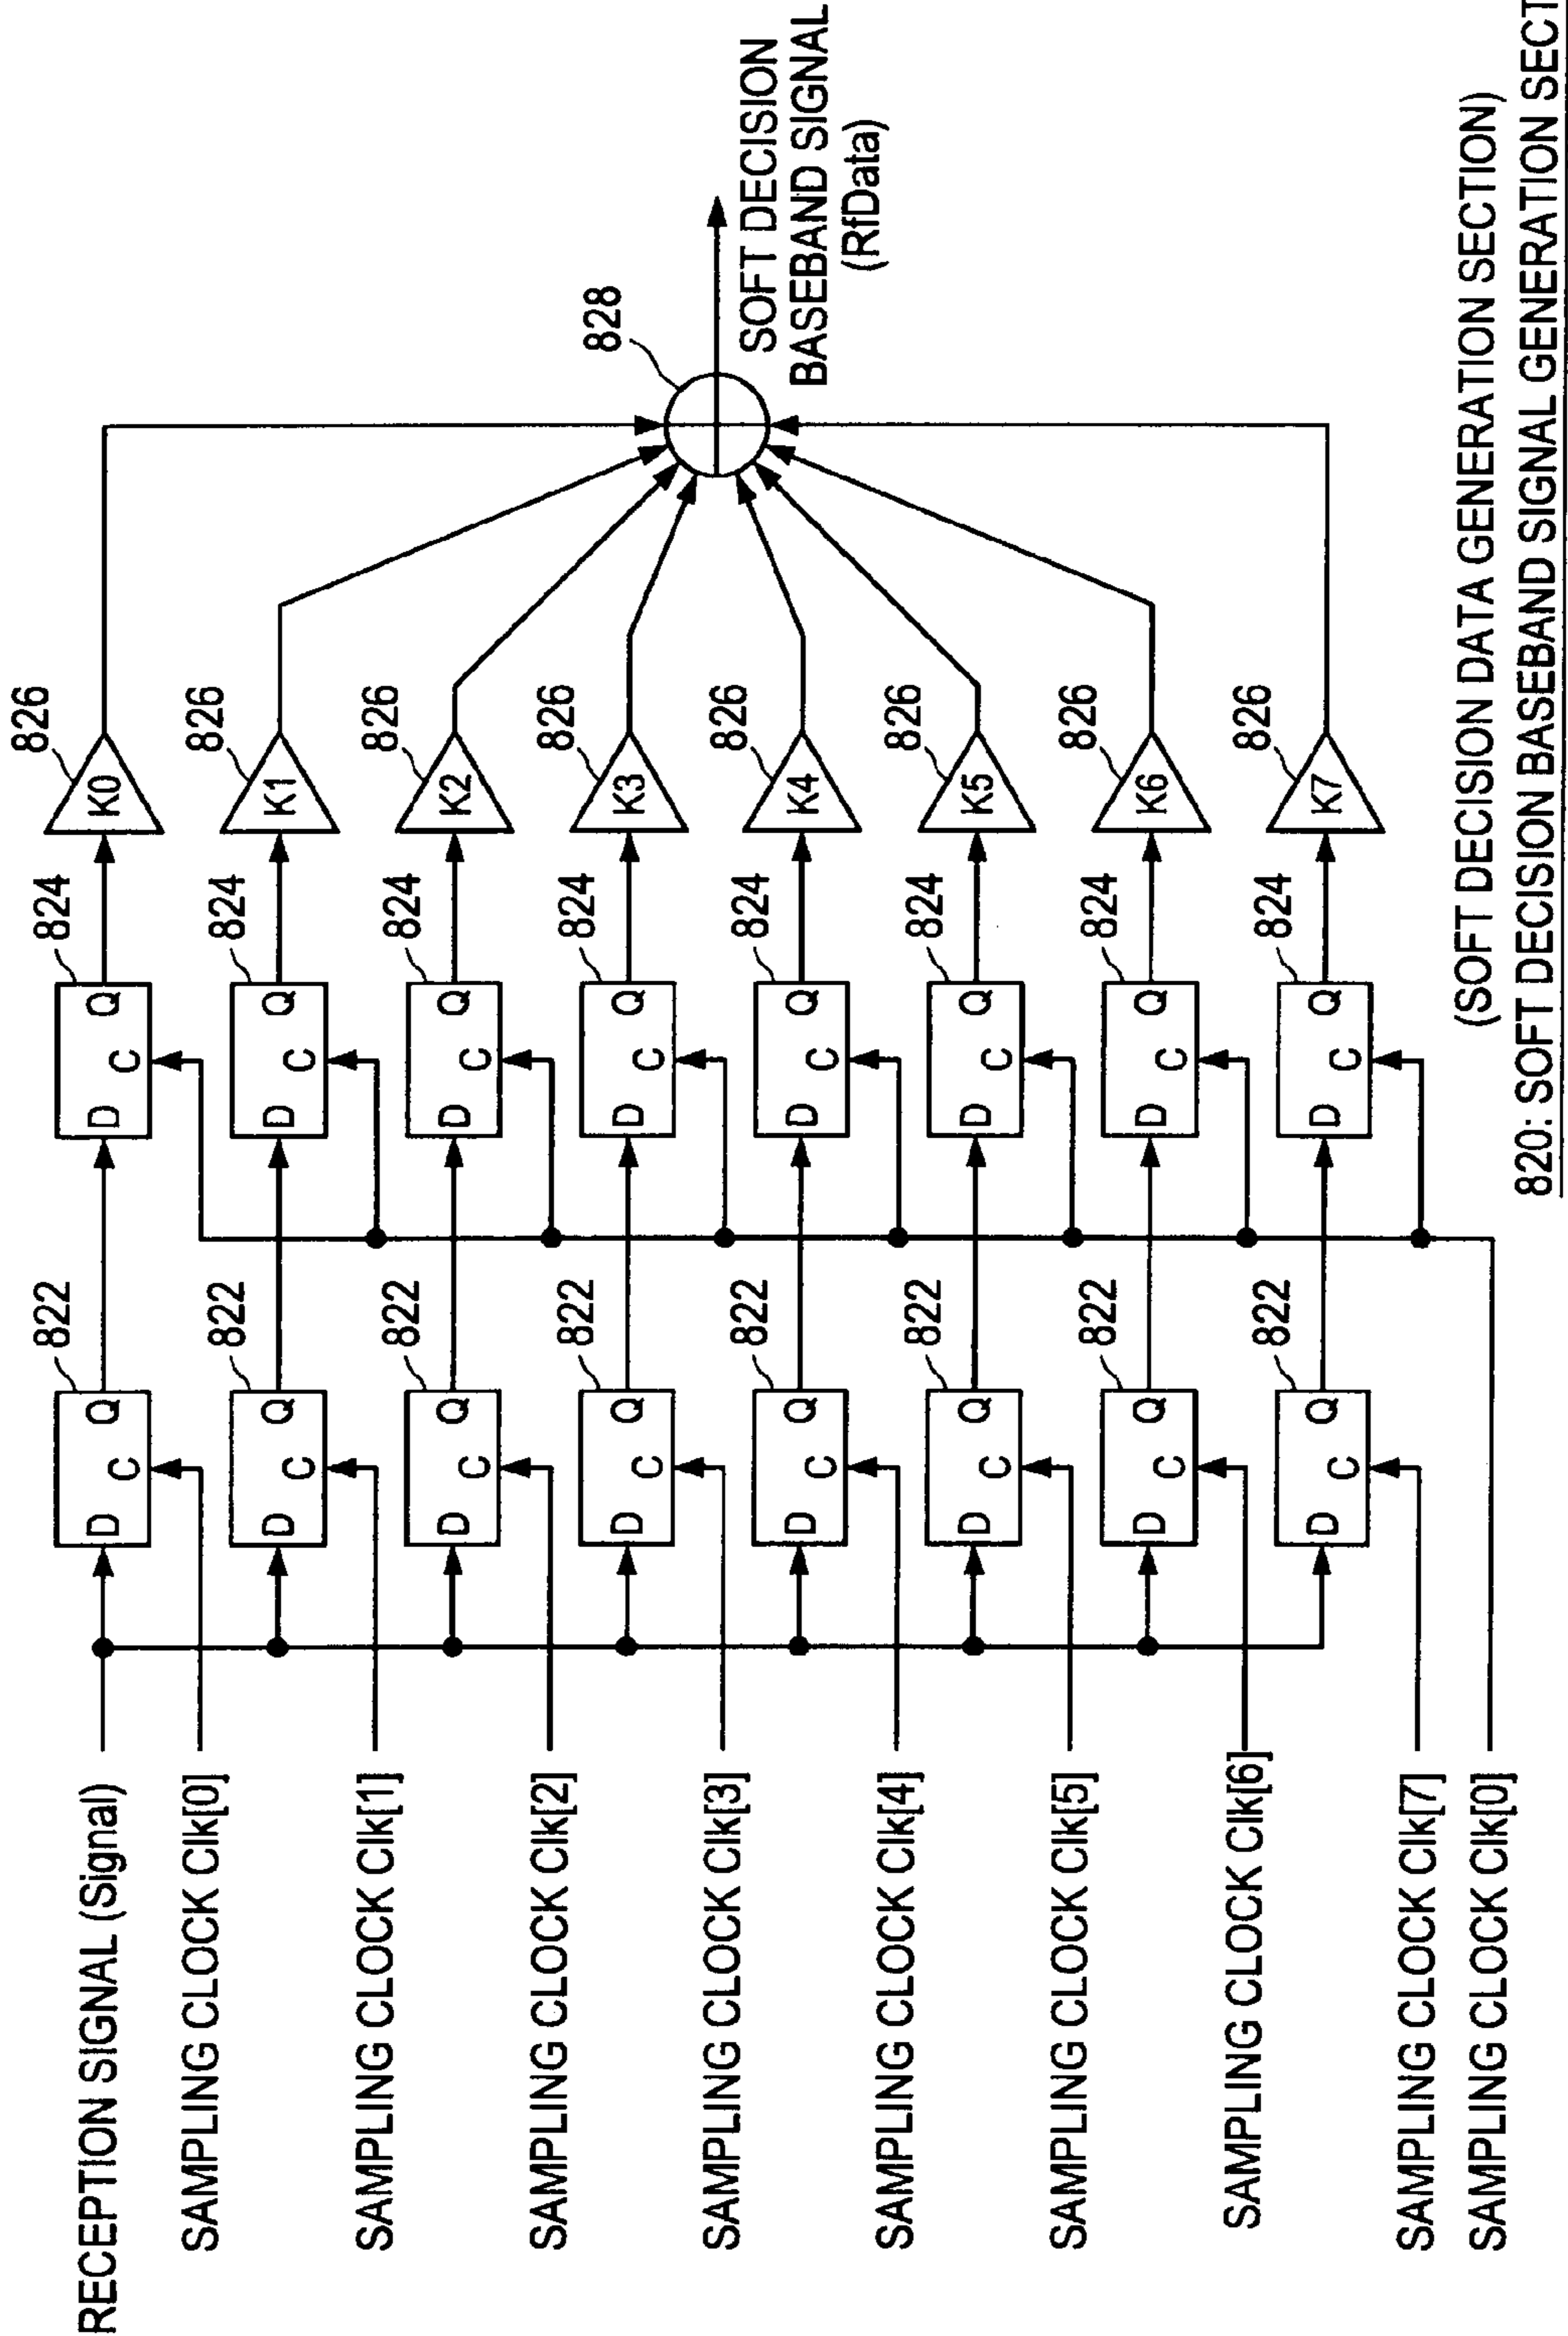 RECEPTION SIGNAL (Signal)
SAMPLING CLOCK Clk[0]
SAMPLING CLOCK Clk[1]
SAMPLING CLOCK Clk[2]
SAMPLING CLOCK Clk[3]
SAMPLING CLOCK Clk[4]
SAMPLING CLOCK Clk[5]
SAMPLING CLOCK Clk[6]
SAMPLING CLOCK Clk[7]
SAMPLING CLOCK Clk[0]
822
D C Q
822
D C Q
822
D C Q
822
D C Q
822
D C Q
822
D C Q
822
D C Q
822
D C Q
824
D C Q
824
D C Q
824
D C Q
824
D C Q
824
D C Q
824
D C Q
824
D C Q
824
D C Q
826
K0
826
K1
826
K2
826
K3
826
K4
826
K5
826
K6
826
K7
828
SOFT DECISION
BASEBAND SIGNAL
(RfData)
(SOFT DECISION DATA GENERATION SECTION)
820: SOFT DECISION BASEBAND SIGNAL GENERATION SECT